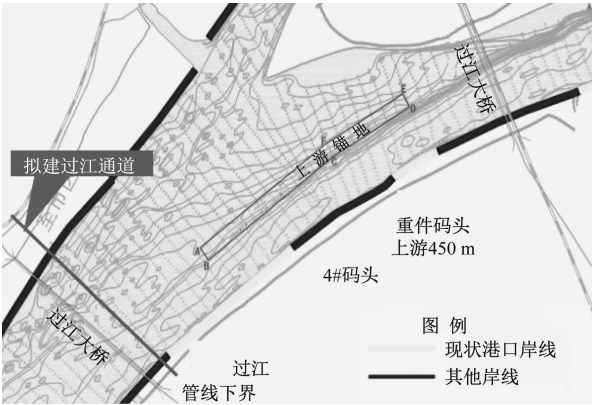 过江大桥
E
D
F
C
上游锚地
拟建过江通道
A
B
重件码头
上游450 m
4#码头
过江大桥
过江
管线下界
图 例
现状港口岸线
其他岸线